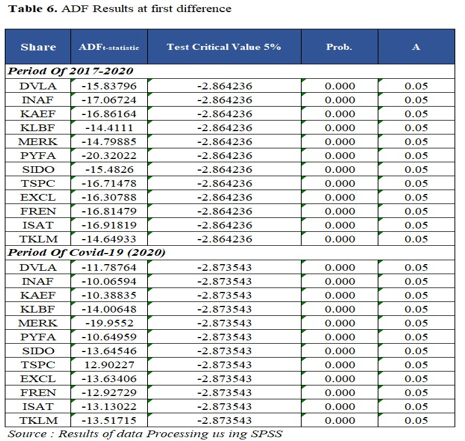 Table 6. ADF Results at first difference
Share ADFt-statistic Test Critical Value 5% Prob. A
Period Of 2017-2020
DVLA -15.83796 -2.864236 0.000 0.05
INAF -17.06724 -2.864236 0.000 0.05
KAEF -16.86164 -2.864236 0.000 0.05
KLBF -14.4111 -2.864236 0.000 0.05
MERK -14.79885 -2.864236 0.000 0.05
PYFA -20.32022 -2.864236 0.000 0.05
SIDO -15.4826 -2.864236 0.000 0.05
TSPC -16.71478 -2.864236 0.000 0.05
EXCL -16.30788 -2.864236 0.000 0.05
FREN -16.81479 -2.864236 0.000 0.05
ISAT -16.91819 -2.864236 0.000 0.05
TKLM -14.64933 -2.864236 0.000 0.05
Period Of Covid-19 (2020)
DVLA -11.78764 -2.873543 0.000 0.05
INAF -10.06594 -2.873543 0.000 0.05
KAEF -10.38835 -2.873543 0.000 0.05
KLBF -14.00648 -2.873543 0.000 0.05
MERK -19.9552 -2.873543 0.000 0.05
PYFA -10.64959 -2.873543 0.000 0.05
SIDO -13.64546 -2.873543 0.000 0.05
TSPC 12.90227 -2.873543 0.000 0.05
EXCL -13.63406 -2.873543 0.000 0.05
FREN -12.92729 -2.873543 0.000 0.05
ISAT -13.13022 -2.873543 0.000 0.05
TKLM -13.51715 -2.873543 0.000 0.05
Source : Results of data Processing us ing SPSS